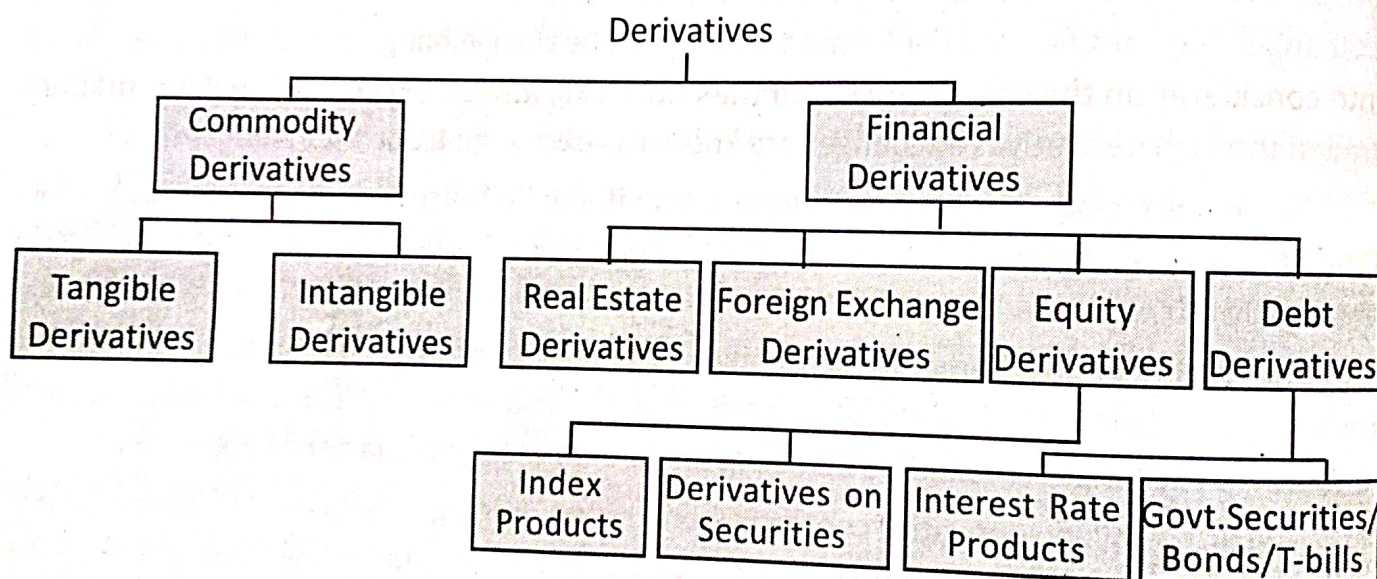 Derivatives
Commodity
Derivatives
Financial
Derivatives
Tangible
Derivatives
Intangible
Derivatives
Real Estate
Derivatives
Foreign Exchange
Derivatives
Equity
Derivatives
Debt
Derivatives
Index
Products
Derivatives on
Securities
Interest Rate
Products
Govt.Securities/
Bonds/T-bills